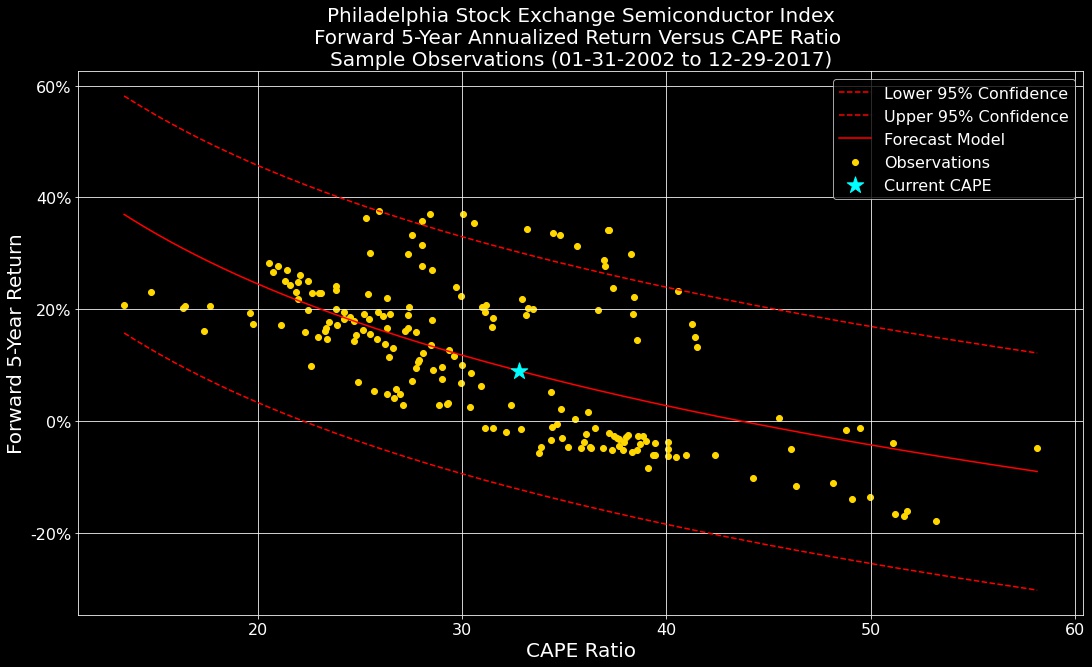 Philadelphia Stock Exchange Semiconductor Index
Forward 5-Year Annualized Return Versus CAPE Ratio
Sample Observations (01-31-2002 to 12-29-2017)
Lower 95% Confidence
Upper 95% Confidence
Forecast Model
Observations
Current CAPE
Forward 5-Year Return
60%
40%
20%
0%
-20%
20
30
40
50
60
CAPE Ratio